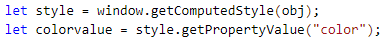 let style = window.getComputedStyle(obj);
let colorvalue = style.getPropertyValue("color");